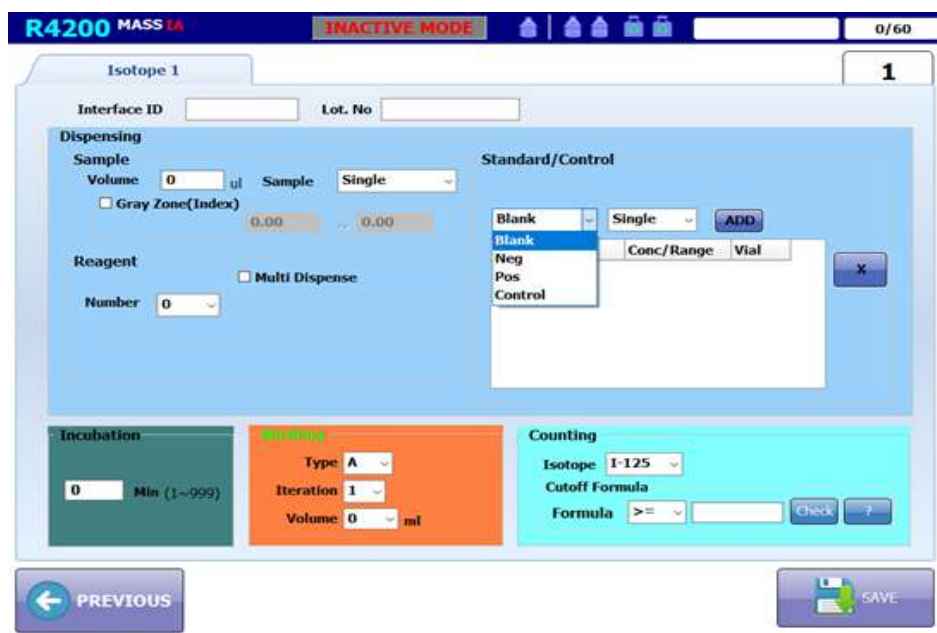 R4200 MASS IA INACTIVE MODE 0/60
Isotope 1 1
Interface ID Lot. No
Dispensing
Sample Standard/Control
Volume 0 ul Sample Single
Gray Zone(Index)
0.00 .. 0.00 Blank Single ADD
Blank Conc/Range Vial
Reagent Neg X
Multi Dispense Pos
Number 0 Control
Incubation Washing Counting
Type A Isotope I-125
0 Min (1~999) Iteration 1 Cutoff Formula
Volume 0 ml Formula >= Check ?
PREVIOUS SAVE